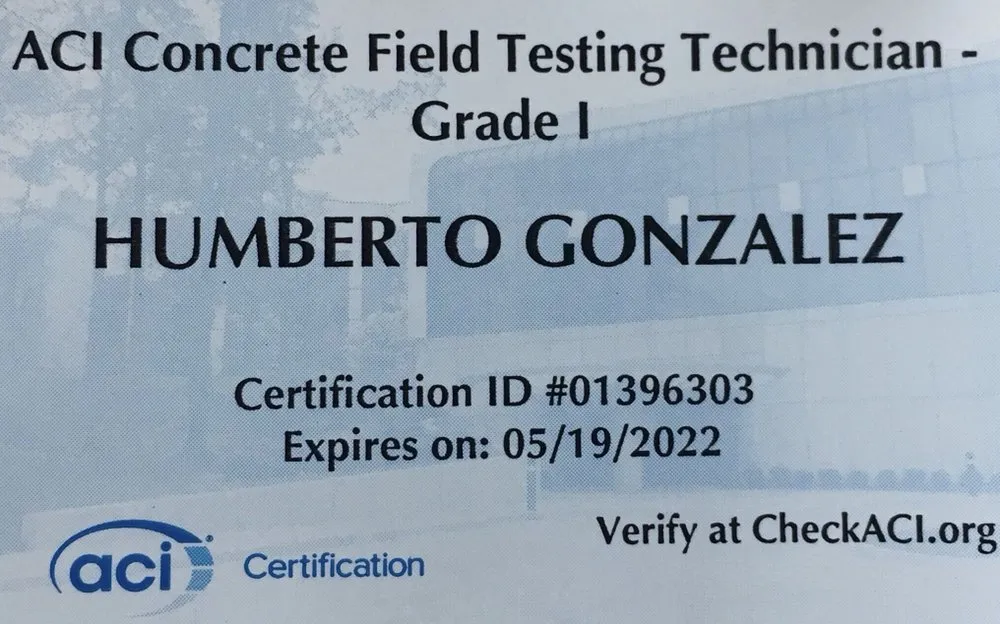 ACI Concrete Field Testing Technician -
Grade I
HUMBERTO GONZALEZ
Certification ID #01396303
Expires on: 05/19/2022
Verify at CheckACI.org
aci Certification